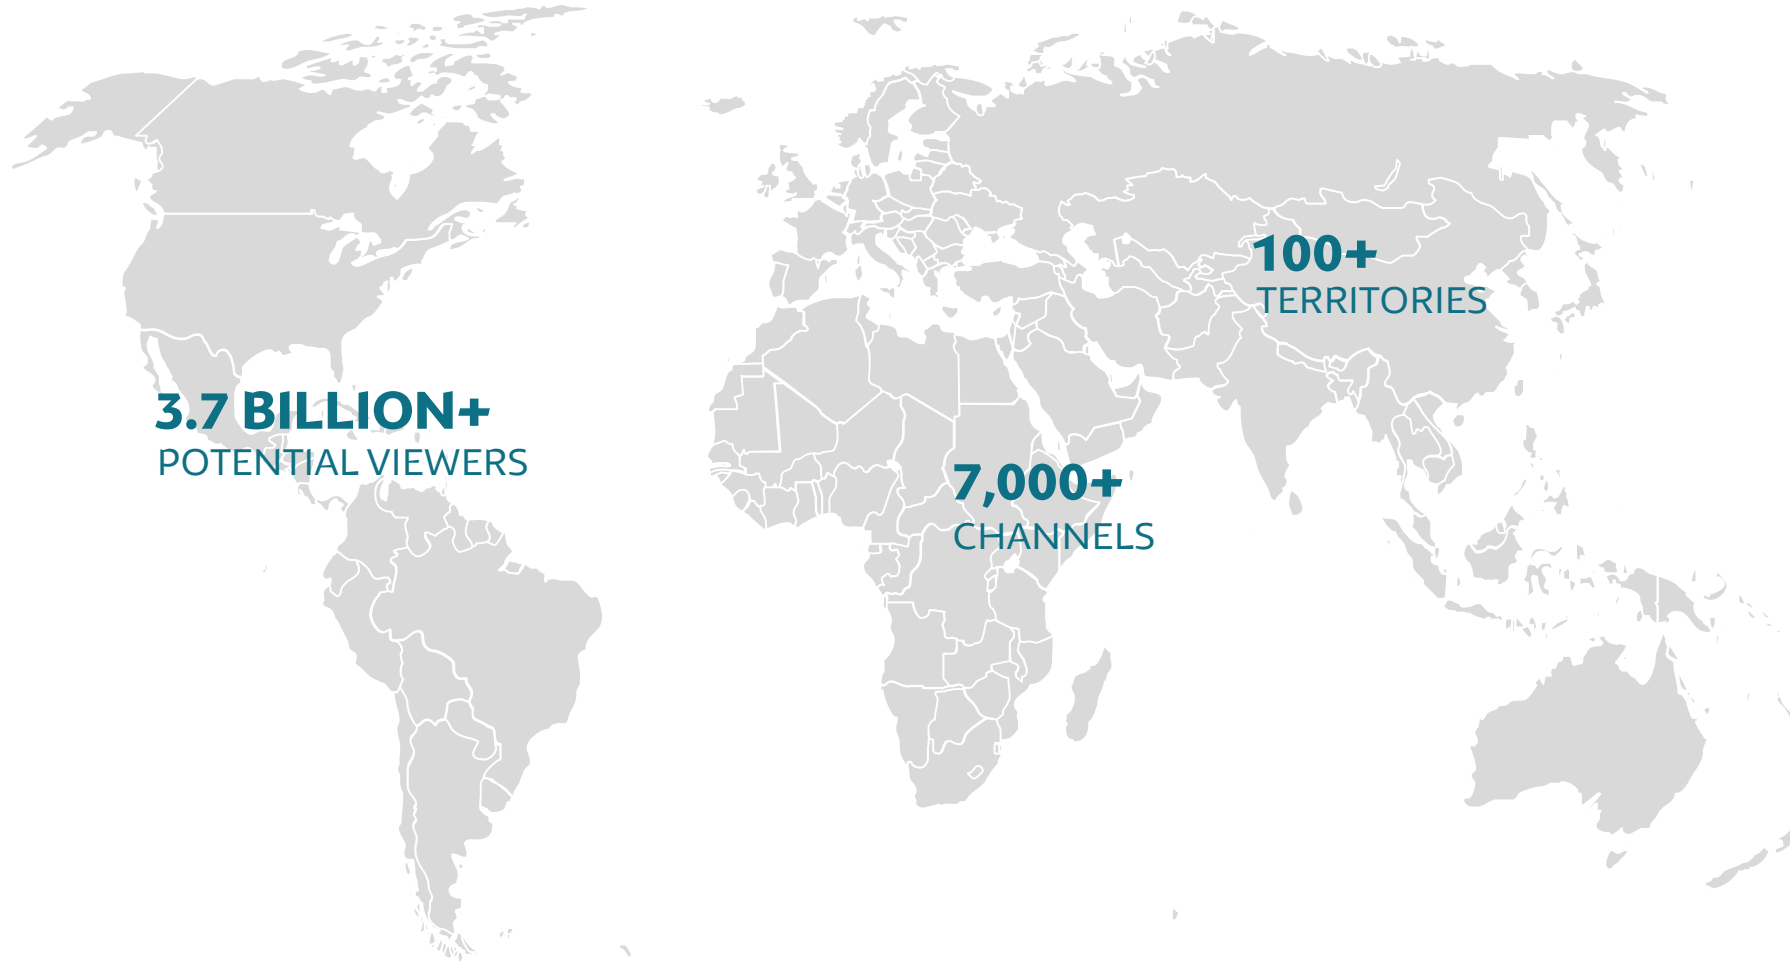 100+
TERRITORIES
3.7 BILLION+
POTENTIAL VIEWERS
7,000+
CHANNELS